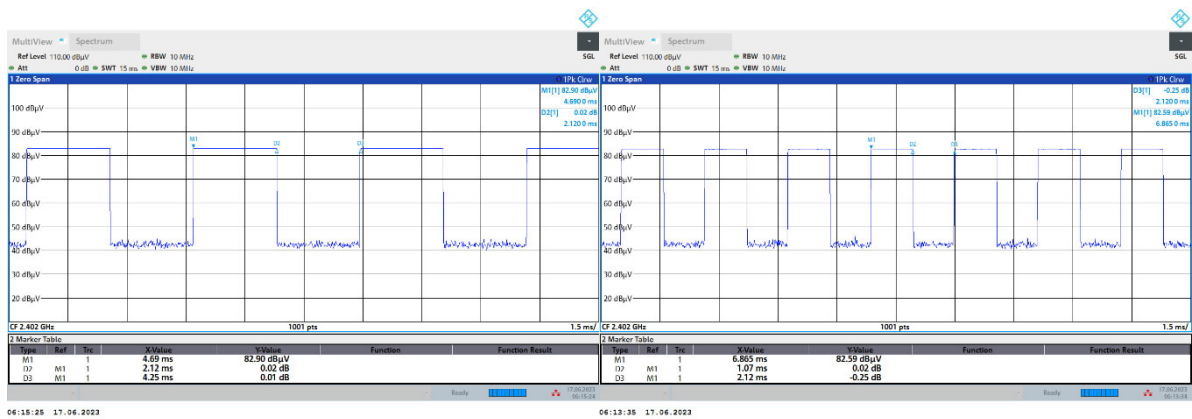 MultiView Spectrum
Ref Level 110.00 dBµV RBW 10 MHz SGL
Att 0 dB SWT 15 ms VBW 10 MHz
1 Zero Span 1Pk Clrw
M1[1] 82.90 dBµV
4.690 0 ms
D2[1] 0.02 dB
2.120 0 ms
100 dBµV
90 dBµV
M1
D2
D3
80 dBµV
70 dBµV
60 dBµV
50 dBµV
40 dBµV
30 dBµV
20 dBµV
CF 2.402 GHz 1001 pts 1.5 ms/
2 Marker Table
Type Ref Trc X-Value Y-Value Function Function Result
M1 1 4.69 ms 82.90 dBµV
D2 M1 1 2.12 ms 0.02 dB
D3 M1 1 4.25 ms 0.01 dB
Ready 17.06.2023
06:15:24
06:15:25 17.06.2023
MultiView Spectrum
Ref Level 110.00 dBµV RBW 10 MHz SGL
Att 0 dB SWT 15 ms VBW 10 MHz
1 Zero Span 1Pk Clrw
D3[1] -0.25 dB
2.120 0 ms
M1[1] 82.59 dBµV
6.865 0 ms
100 dBµV
90 dBµV
M1
D2
D3
80 dBµV
70 dBµV
60 dBµV
50 dBµV
40 dBµV
30 dBµV
20 dBµV
CF 2.402 GHz 1001 pts 1.5 ms/
2 Marker Table
Type Ref Trc X-Value Y-Value Function Function Result
M1 1 6.865 ms 82.59 dBµV
D2 M1 1 1.07 ms 0.02 dB
D3 M1 1 2.12 ms -0.25 dB
Ready 17.06.2023
06:13:34
06:13:35 17.06.2023